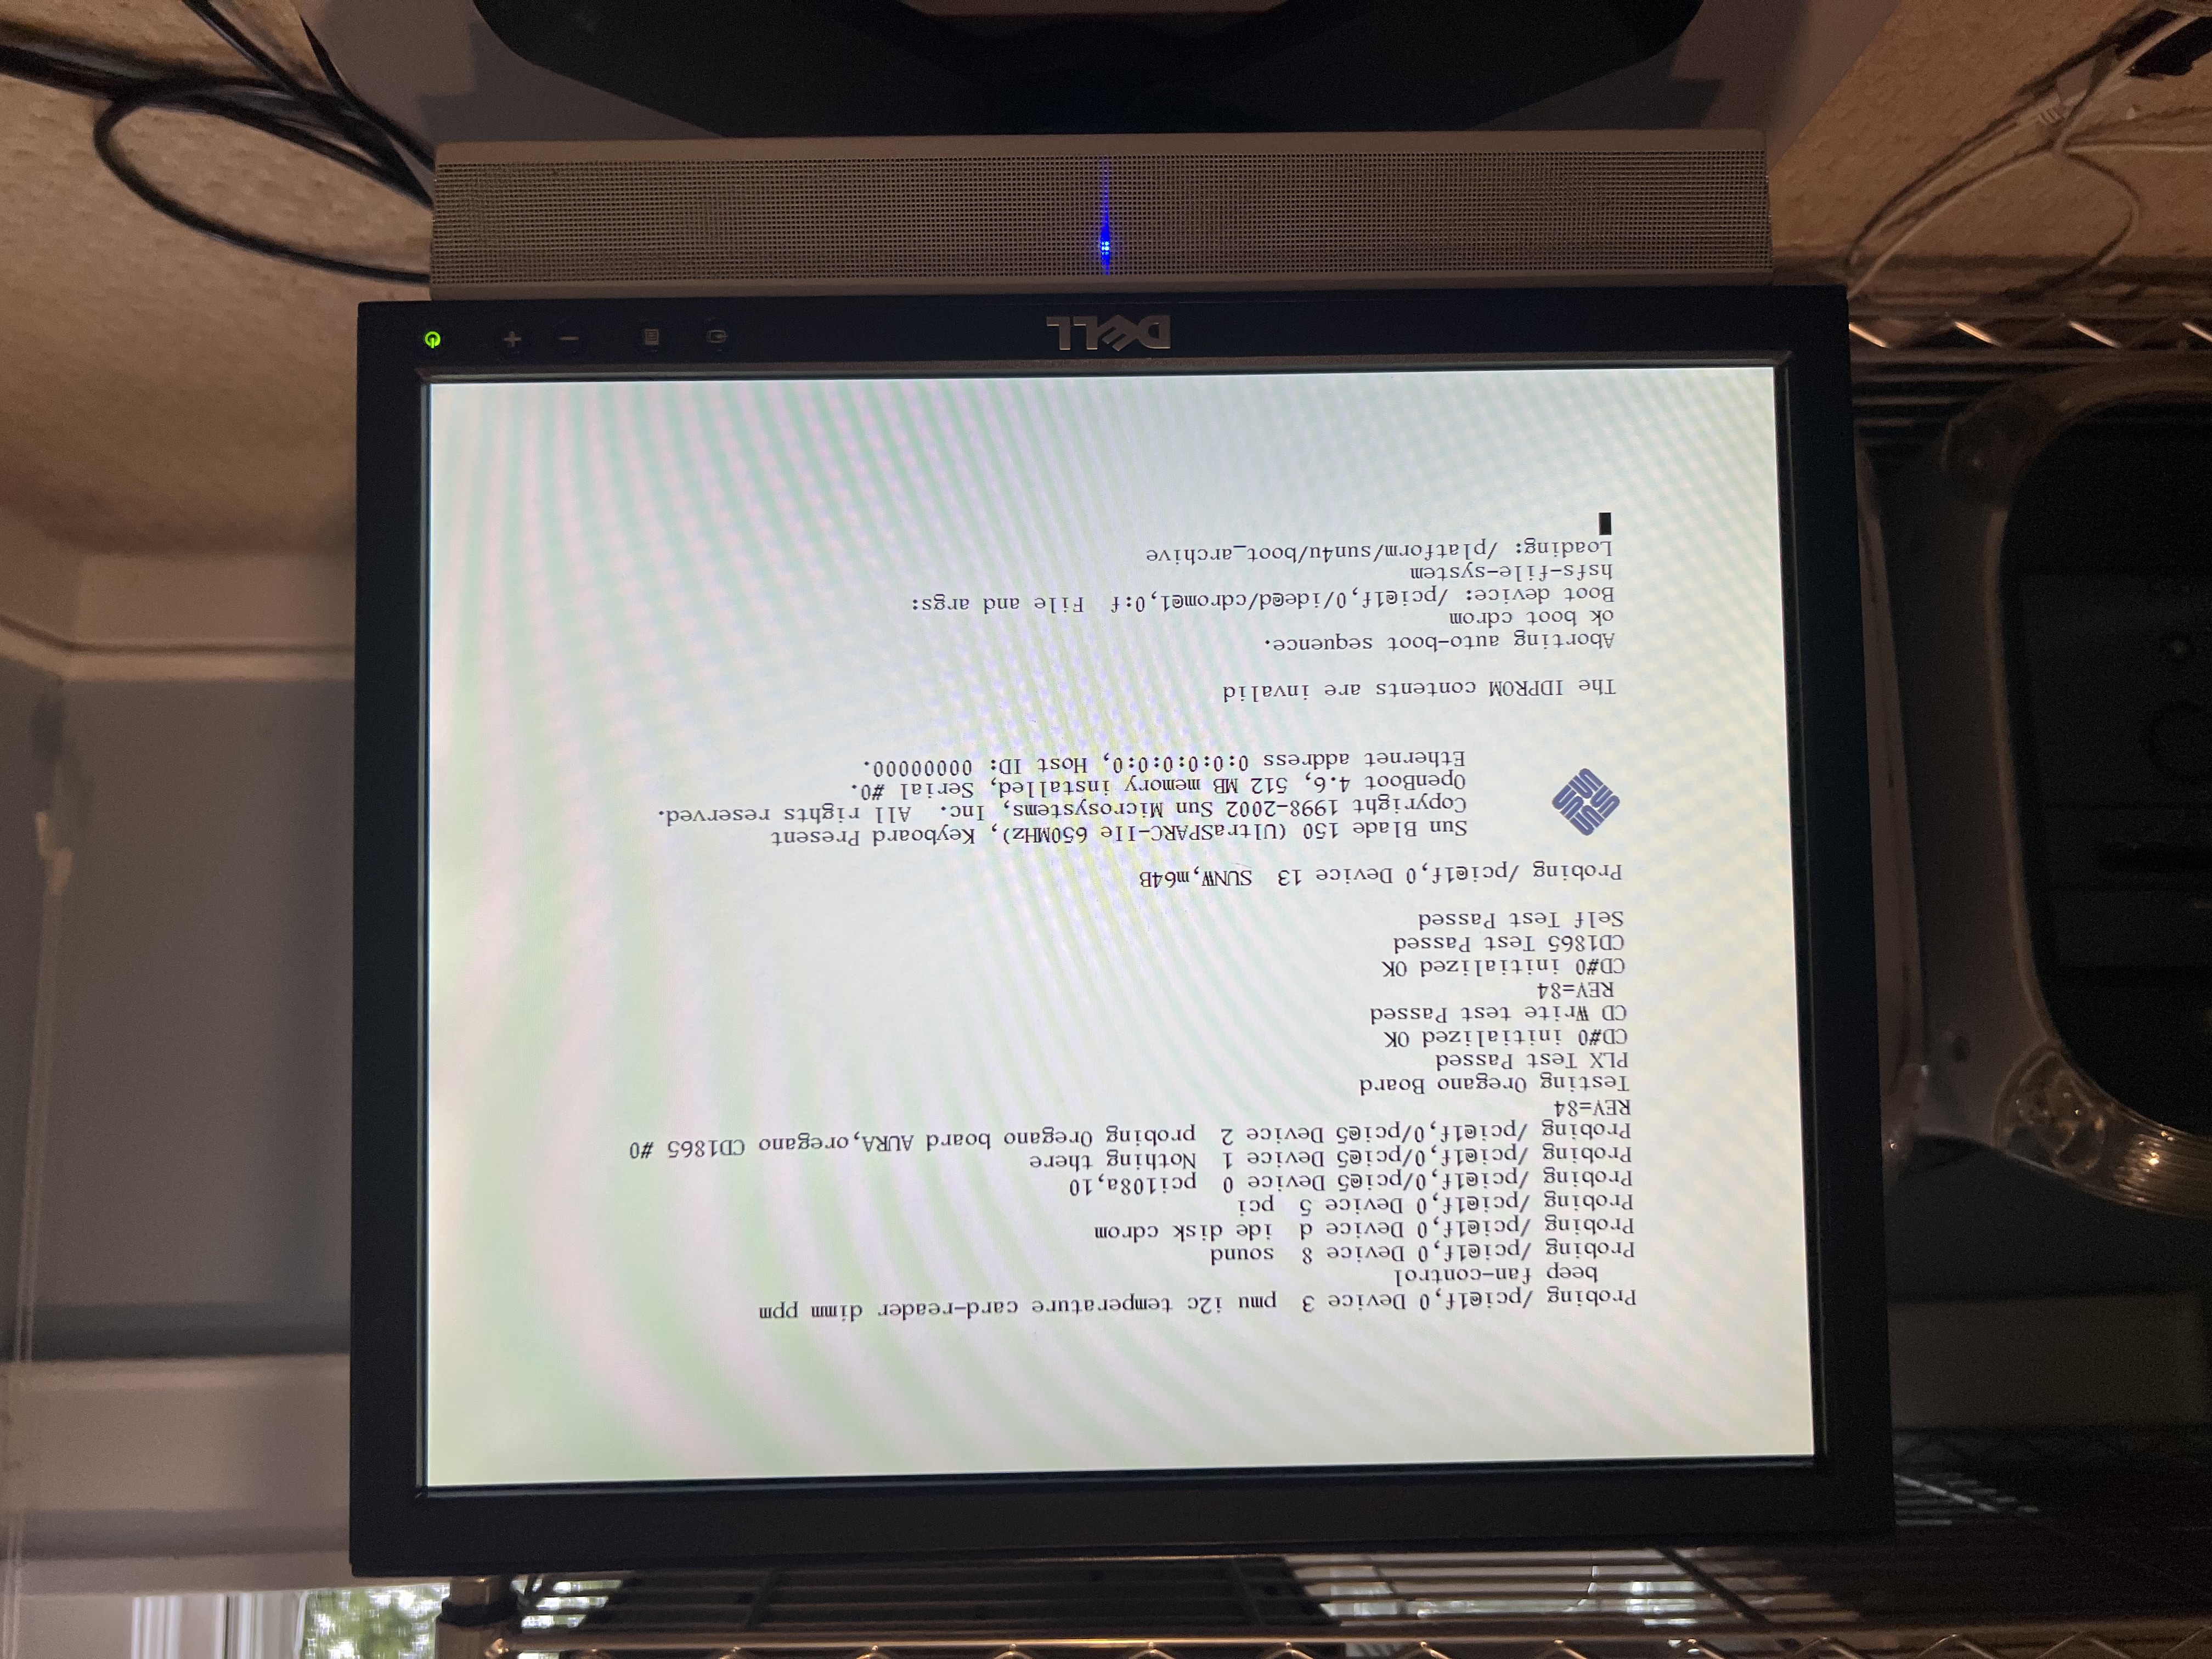 Probing /pci@1f,0 Device 3  pmu i2c temperature card-reader dimm ppm
   beep fan-control
Probing /pci@1f,0 Device 8  sound
Probing /pci@1f,0 Device d  ide disk cdrom
Probing /pci@1f,0 Device 5  pci
Probing /pci@1f,0/pci@5 Device 0  pci108a,10
Probing /pci@1f,0/pci@5 Device 1  Nothing there
Probing /pci@1f,0/pci@5 Device 2  probing Oregano board AURA,oregano CD1865 #0
REV=84
Testing Oregano Board
PLX Test Passed
CD#0 initialized OK
CD Write test Passed
 REV=84
CD#0 initialized OK
CD1865 Test Passed
Self Test Passed
Probing /pci@1f,0 Device 13  SUNW,m64B
Sun Blade 150 (UltraSPARC-IIe 650MHz), Keyboard Present
Copyright 1998-2002 Sun Microsystems, Inc.  All rights reserved.
OpenBoot 4.6, 512 MB memory installed, Serial #0.
Ethernet address 0:0:0:0:0:0, Host ID: 00000000.
The IDPROM contents are invalid
Aborting auto-boot sequence.
ok boot cdrom
Boot device: /pci@1f,0/ide@d/cdrom@1,0:f  File and args:
hsfs-file-system
Loading: /platform/sun4u/boot_archive
DELL